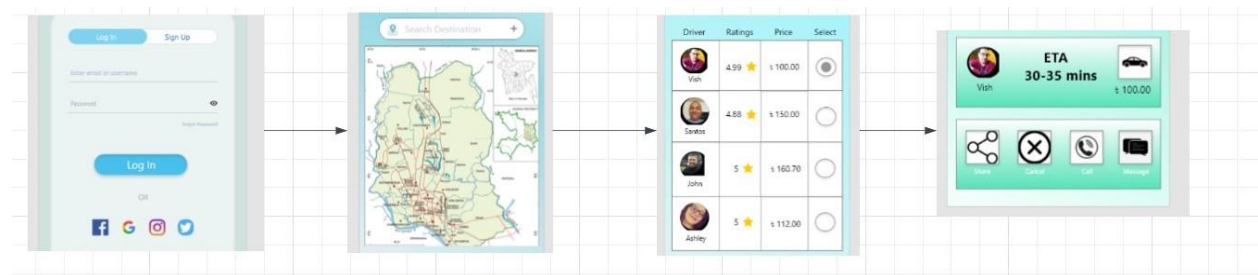 Log In Sign Up
Enter email or username
Password
Forgot Password?
Log In
OR
Search Destination +
BANGLADESH
Driver Ratings Price Select
Vish 4.99 ৳ 100.00
Santos 4.88 ৳ 150.00
John 5 ৳ 160.70
Ashley 5 ৳ 112.00
Vish
ETA
30-35 mins
৳ 100.00
Share Cancel Call Message